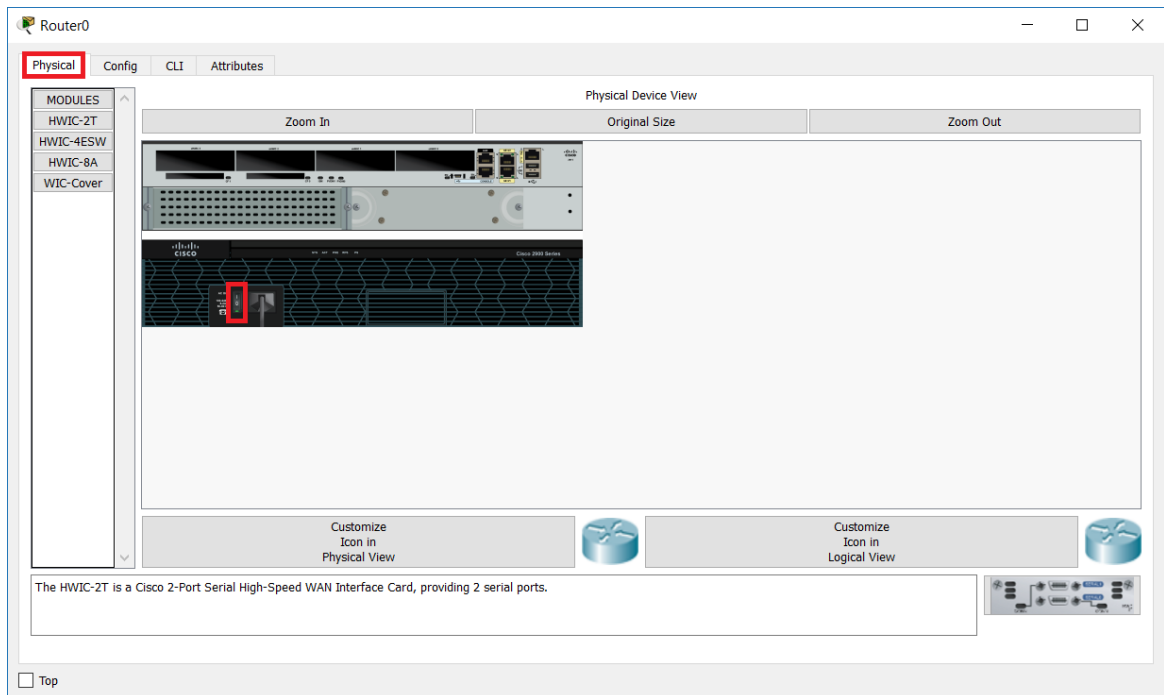 Router0
Physical
Config
CLI
Attributes
MODULES
HWIC-2T
HWIC-4ESW
HWIC-8A
WIC-Cover
Physical Device View
Zoom In
Original Size
Zoom Out
CISCO
Cisco 2900 Series
Customize
Icon in
Physical View
Customize
Icon in
Logical View
The HWIC-2T is a Cisco 2-Port Serial High-Speed WAN Interface Card, providing 2 serial ports.
Top